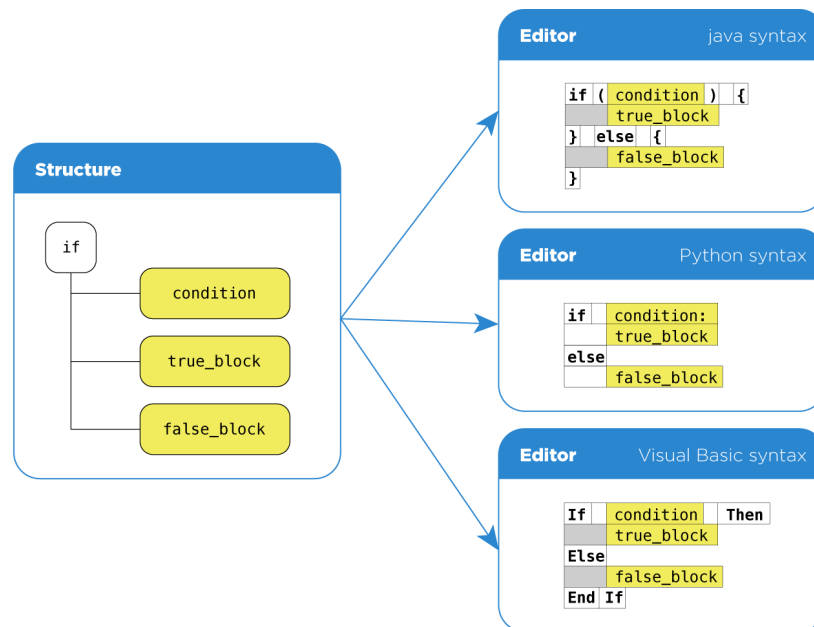 Structure
if
condition
true_block
false_block
Editor java syntax
if ( condition ) {
true_block
} else {
false_block
}
Editor Python syntax
if condition:
true_block
else
false_block
Editor Visual Basic syntax
If condition Then
true_block
Else
false_block
End If